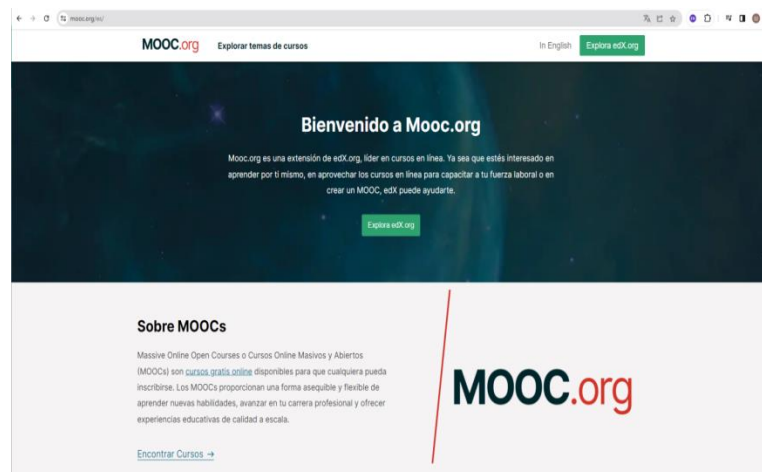 mooc.org/es/
MOOC.org Explorar temas de cursos In English Explora edX.org
Bienvenido a Mooc.org
Mooc.org es una extensión de edX.org, líder en cursos en línea. Ya sea que estés interesado en
aprender por ti mismo, en aprovechar los cursos en línea para capacitar a tu fuerza laboral o en
crear un MOOC, edX puede ayudarte.
Explora edX.org
Sobre MOOCs
Massive Online Open Courses o Cursos Online Masivos y Abiertos
(MOOCs) son cursos gratis online disponibles para que cualquiera pueda
inscribirse. Los MOOCs proporcionan una forma asequible y flexible de
aprender nuevas habilidades, avanzar en tu carrera profesional y ofrecer
experiencias educativas de calidad a escala.
Encontrar Cursos →
MOOC.org